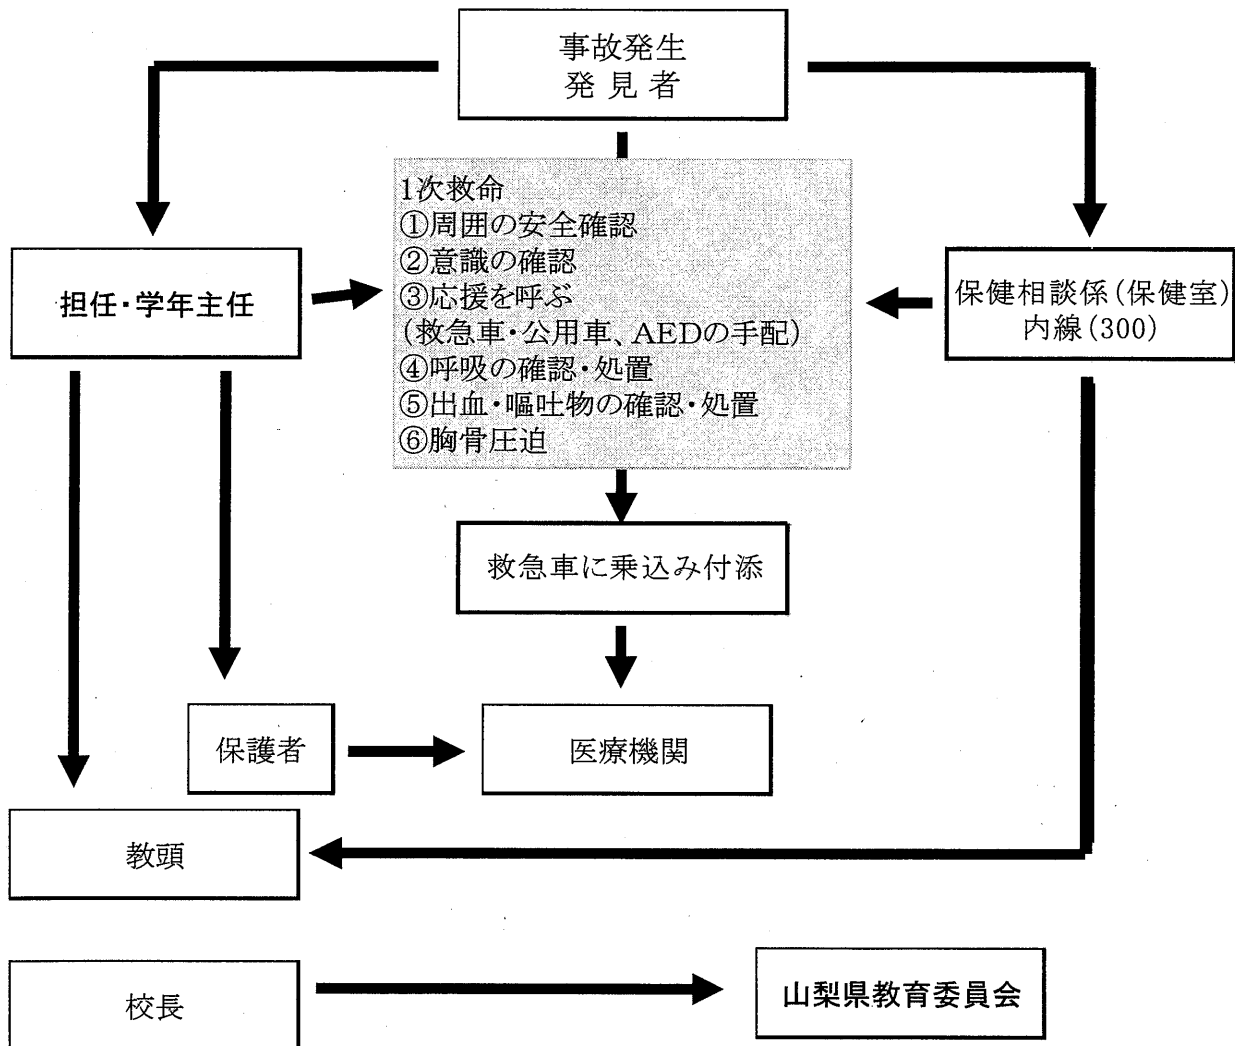 事故発生
発見者
1次救命
①周囲の安全確認
②意識の確認
③応援を呼ぶ
(救急車・公用車、AEDの手配)
④呼吸の確認・処置
⑤出血・嘔吐物の確認・処置
⑥胸骨圧迫
担任・学年主任
保健相談係(保健室)
内線(300)
救急車に乗込み付添
保護者
医療機関
教頭
校長
山梨県教育委員会